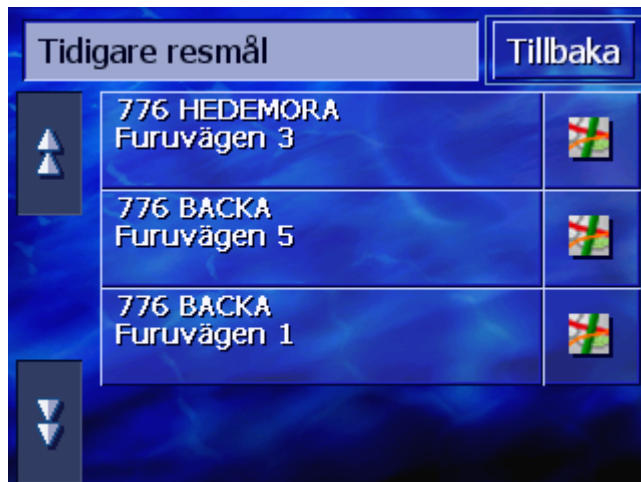 Tidigare resmål
Tillbaka
776 HEDEMORA
Furuvägen 3
776 BACKA
Furuvägen 5
776 BACKA
Furuvägen 1